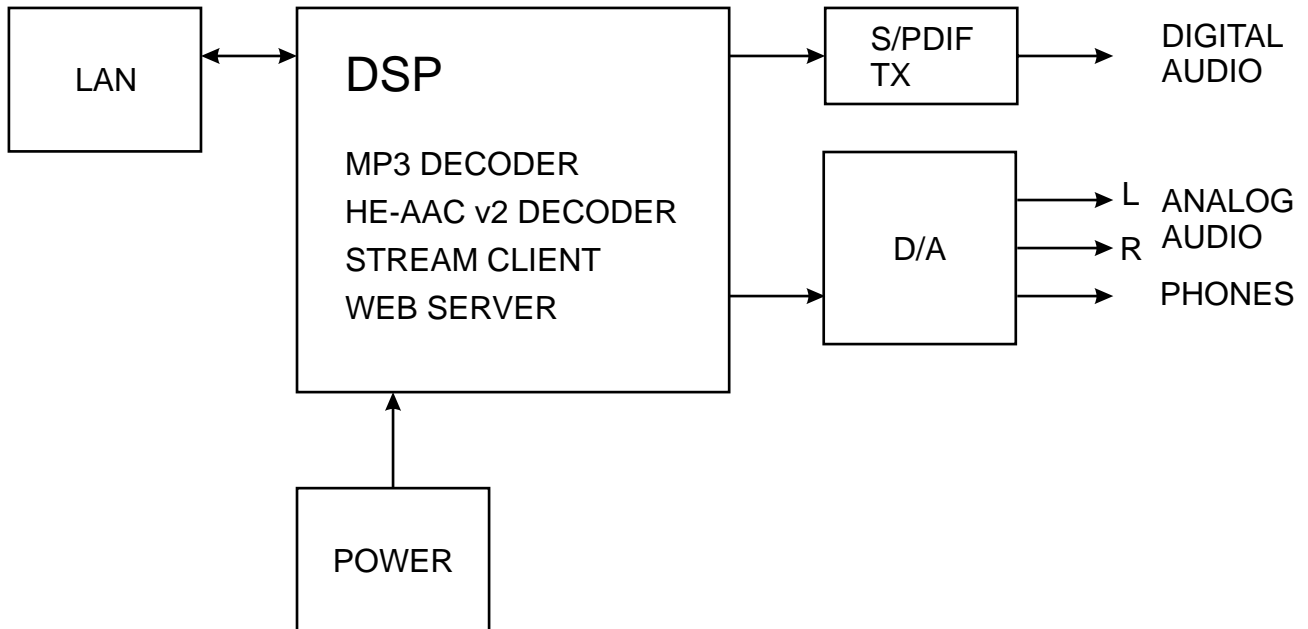 LAN
DSP
MP3 DECODER
HE-AAC v2 DECODER
STREAM CLIENT
WEB SERVER
S/PDIF
TX
DIGITAL
AUDIO
D/A
L
R
ANALOG
AUDIO
PHONES
POWER